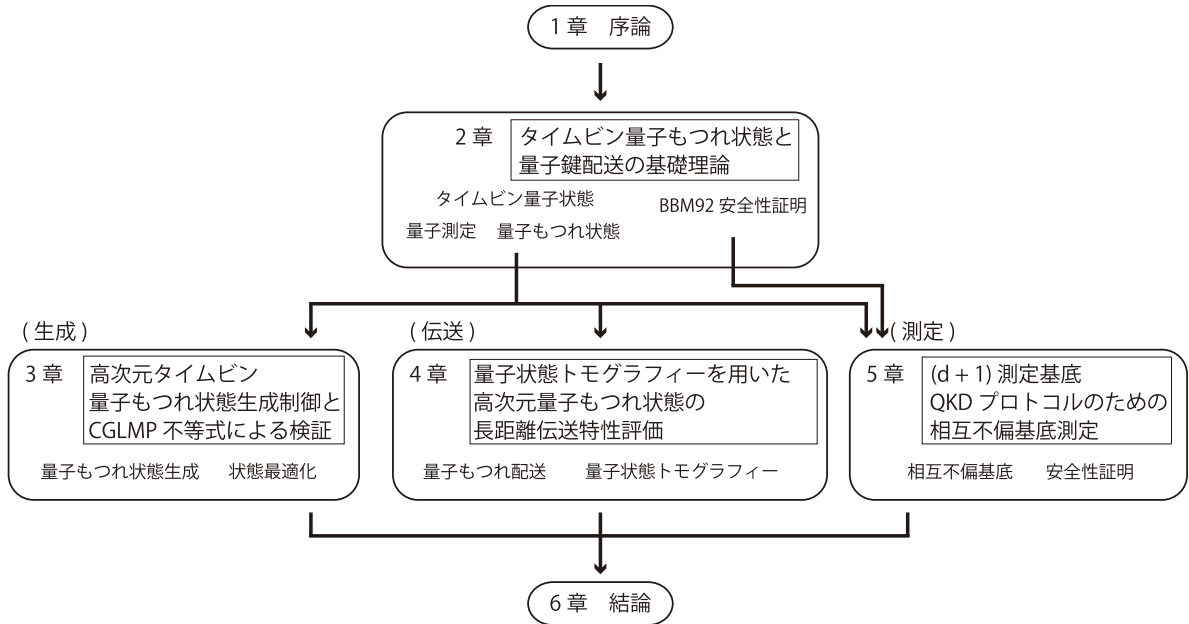 1 章　序論
2 章
タイムビン量子もつれ状態と
量子鍵配送の基礎理論
タイムビン量子状態
BBM92 安全性証明
量子測定　量子もつれ状態
( 生成 )
3 章
高次元タイムビン
量子もつれ状態生成制御と
CGLMP 不等式による検証
量子もつれ状態生成　状態最適化
( 伝送 )
4 章
量子状態トモグラフィーを用いた
高次元量子もつれ状態の
長距離伝送特性評価
量子もつれ配送　量子状態トモグラフィー
( 測定 )
5 章
(d + 1) 測定基底
QKD プロトコルのための
相互不偏基底測定
相互不偏基底　安全性証明
6 章　結論